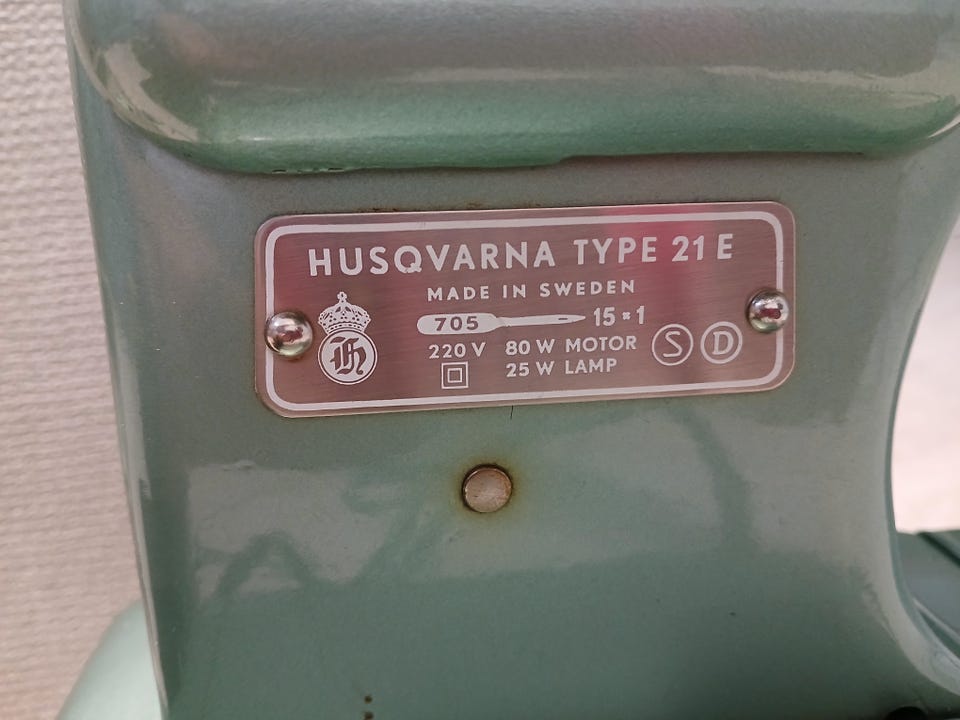 HUSQVARNA TYPE 21 E
MADE IN SWEDEN
705 15×1
H
220 V 80 W MOTOR S D
25 W LAMP